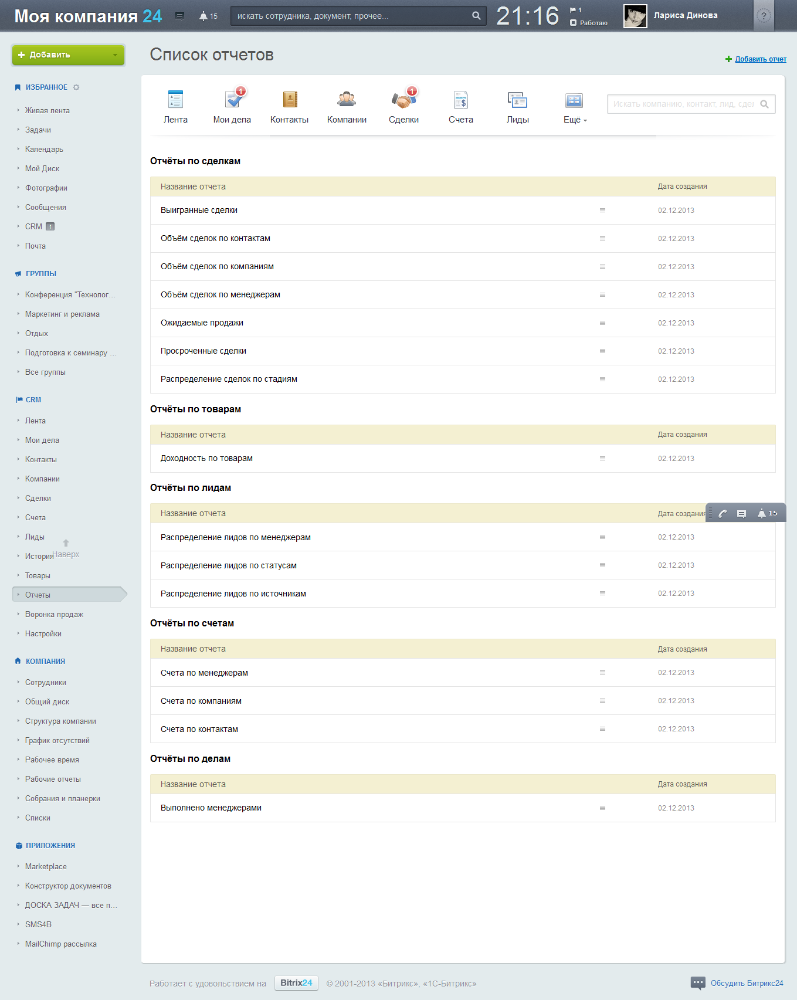 Моя компания 24
15
искать сотрудника, документ, прочее...
21:16
1
Работаю
Лариса Динова
?
Добавить
Список отчетов
Добавить отчет
ИЗБРАННОЕ
Живая лента
Задачи
Календарь
Мой Диск
Фотографии
Сообщения
CRM 1
Почта
ГРУППЫ
Конференция "Технолог...
Маркетинг и реклама
Отдых
Подготовка к семинару ...
Все группы
CRM
Лента
Мои дела
Контакты
Компании
Сделки
Счета
Лиды
История
Наверх
Товары
Отчеты
Воронка продаж
Настройки
КОМПАНИЯ
Сотрудники
Общий диск
Структура компании
График отсутствий
Рабочее время
Рабочие отчеты
Собрания и планерки
Списки
ПРИЛОЖЕНИЯ
Marketplace
Конструктор документов
ДОСКА ЗАДАЧ — все п...
SMS4B
MailChimp рассылка
1
1
Лента
Мои дела
Контакты
Компании
Сделки
Счета
Лиды
Ещё
Искать компанию, контакт, лид, сдел
Отчёты по сделкам
Название отчета Дата создания
Выигранные сделки 02.12.2013
Объём сделок по контактам 02.12.2013
Объём сделок по компаниям 02.12.2013
Объём сделок по менеджерам 02.12.2013
Ожидаемые продажи 02.12.2013
Просроченные сделки 02.12.2013
Распределение сделок по стадиям 02.12.2013
Отчёты по товарам
Название отчета Дата создания
Доходность по товарам 02.12.2013
Отчёты по лидам
Название отчета Дата создания
15
Распределение лидов по менеджерам 02.12.2013
Распределение лидов по статусам 02.12.2013
Распределение лидов по источникам 02.12.2013
Отчёты по счетам
Название отчета Дата создания
Счета по менеджерам 02.12.2013
Счета по компаниям 02.12.2013
Счета по контактам 02.12.2013
Отчёты по делам
Название отчета Дата создания
Выполнено менеджерами 02.12.2013
Работает с удовольствием на Bitrix24 © 2001-2013 «Битрикс», «1С-Битрикс»
Обсудить Битрикс24